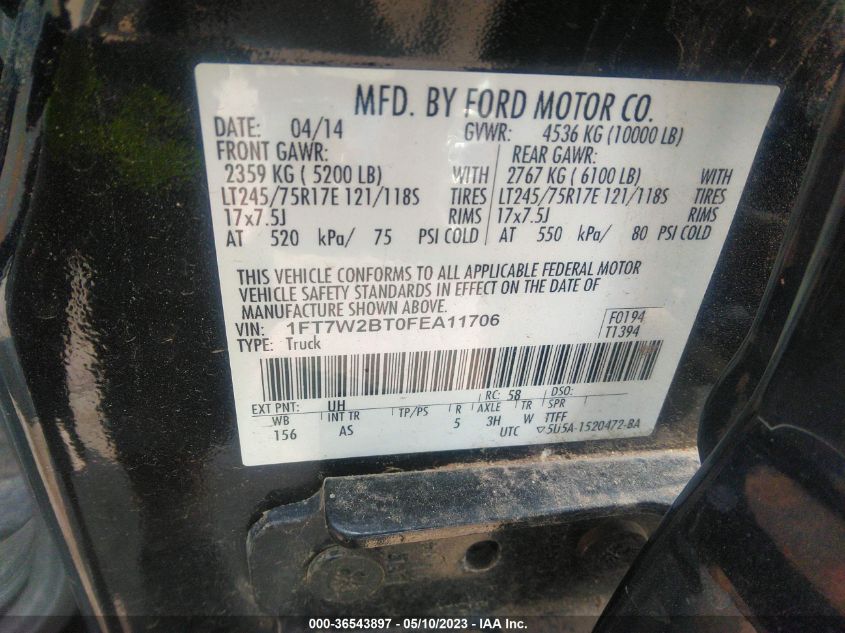 MFD. BY FORD MOTOR CO.
DATE: 04/14 GVWR: 4536 KG (10000 LB)
FRONT GAWR: REAR GAWR:
2359 KG ( 5200 LB) WITH 2767 KG ( 6100 LB) WITH
LT245/75R17E 121/118S TIRES LT245/75R17E 121/118S TIRES
17x7.5J RIMS 17x7.5J RIMS
AT 520 kPa/ 75 PSI COLD AT 550 kPa/ 80 PSI COLD
THIS VEHICLE CONFORMS TO ALL APPLICABLE FEDERAL MOTOR
VEHICLE SAFETY STANDARDS IN EFFECT ON THE DATE OF
MANUFACTURE SHOWN ABOVE.
VIN: 1FT7W2BT0FEA11706 F0194
TYPE: Truck T1394
EXT PNT: UH RC: 58 DSO:
WB INT TR TP/PS R AXLE TR SPR
156 AS 5 3H W TTFF
UTC ▽5U5A-1520472-BA
000-36543897 - 05/10/2023 - IAA Inc.